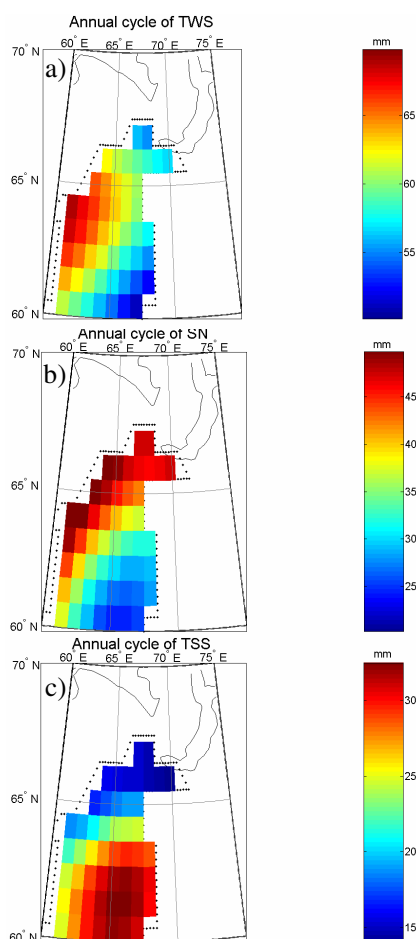 Annual cycle of TWS
60° E 65° E 70° E 75° E
70° N
a)
65° N
60° N
mm
65
60
55
Annual cycle of SN
60° E 65° E 70° E 75° E
70° N
b)
65° N
60° N
mm
45
40
35
30
25
Annual cycle of TSS
60° E 65° E 70° E 75° E
70° N
c)
65° N
60° N
mm
30
25
20
15